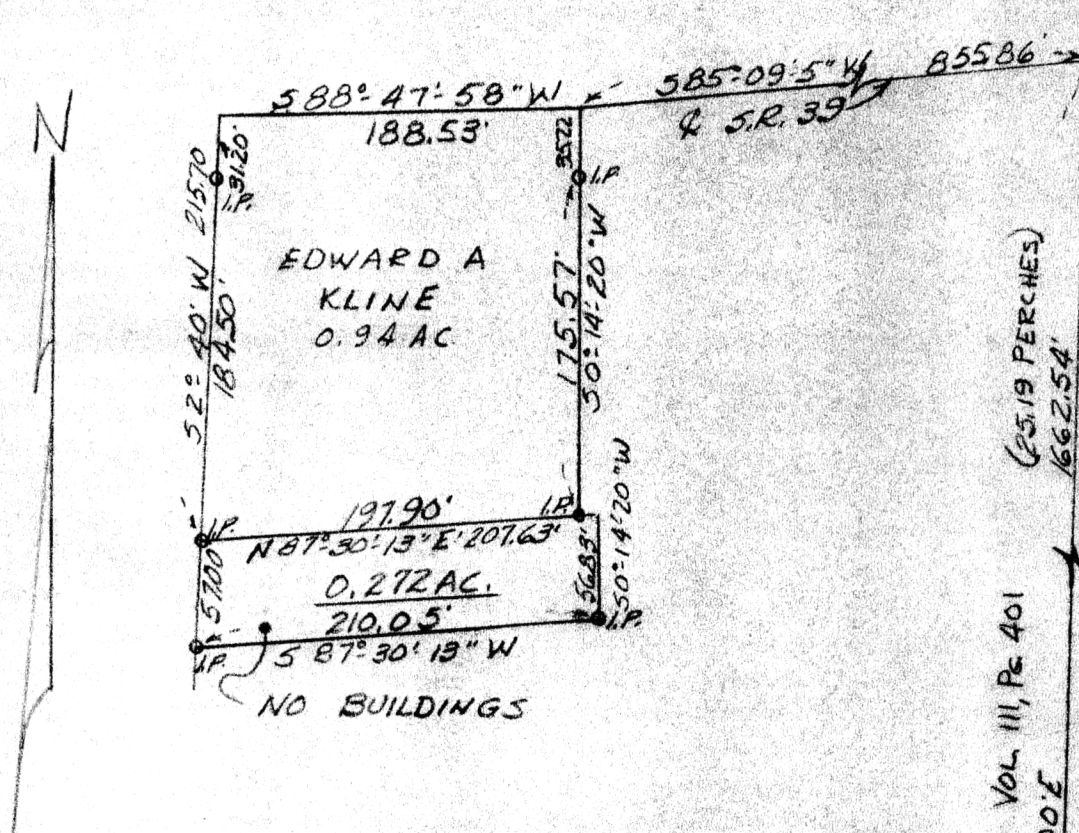 N
S 88°-47'-58" W
188.53'
S85°-09'-5" W
855.86'
℄ S.R. 39
31.20'
I.P.
35.22
I.P.
S 2°-40' W 215.70
184.50'
EDWARD A
KLINE
0.94 AC
175.57'
S0°-14'-20" W
I.P.
197.90'
I.P.
N 87°-30'-13" E 207.63'
57.00
0.272 AC.
56.83'
S0°-14'20" W
210.05'
I.P.
I.P.
S 87°30'13" W
NO BUILDINGS
(25.19 PERCHES)
1662.54'
VOL 111, PG. 401
0'E